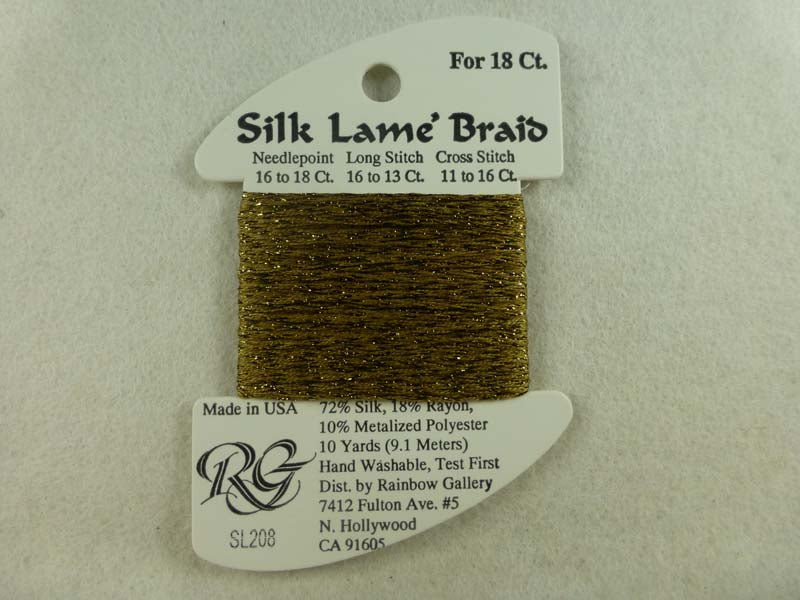 For 18 Ct.
Silk Lamé Braid
Needlepoint Long Stitch Cross Stitch
16 to 18 Ct. 16 to 13 Ct. 11 to 16 Ct.
Made in USA
72% Silk, 18% Rayon,
10% Metalized Polyester
10 Yards (9.1 Meters)
Hand Washable, Test First
Dist. by Rainbow Gallery
7412 Fulton Ave. #5
N. Hollywood
CA 91605
RG
SL208